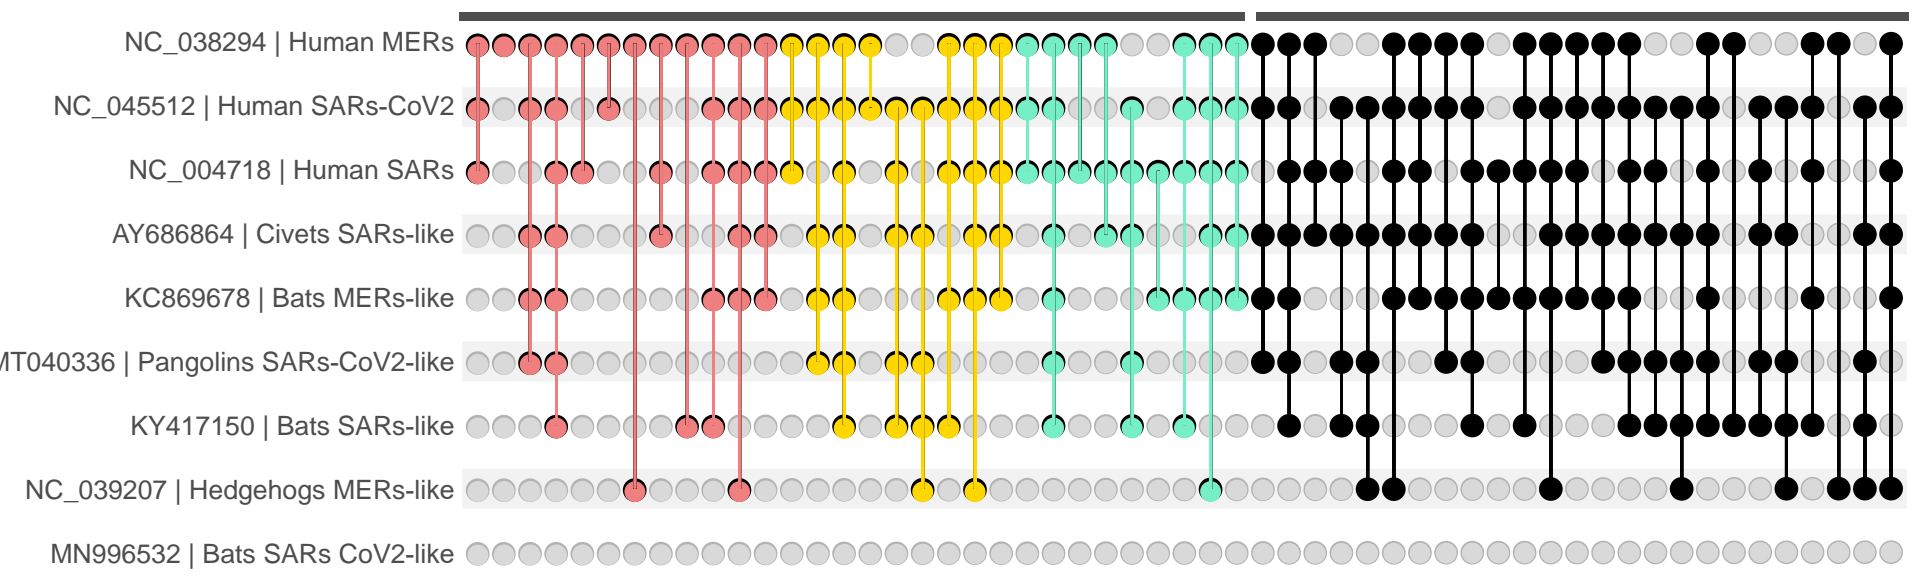 NC_038294 | Human MERs
NC_045512 | Human SARs-CoV2
NC_004718 | Human SARs
AY686864 | Civets SARs-like
KC869678 | Bats MERs-like
MT040336 | Pangolins SARs-CoV2-like
KY417150 | Bats SARs-like
NC_039207 | Hedgehogs MERs-like
MN996532 | Bats SARs CoV2-like